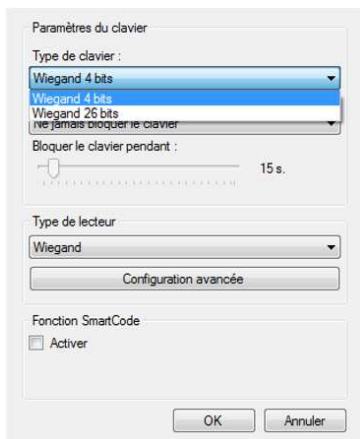 Paramètres du clavier
Type de clavier :
Wiegand 4 bits
Wiegand 4 bits
Wiegand 26 bits
Ne jamais bloquer le clavier
Bloquer le clavier pendant :
15 s.
Type de lecteur
Wiegand
Configuration avancée
Fonction SmartCode
Activer
OK Annuler